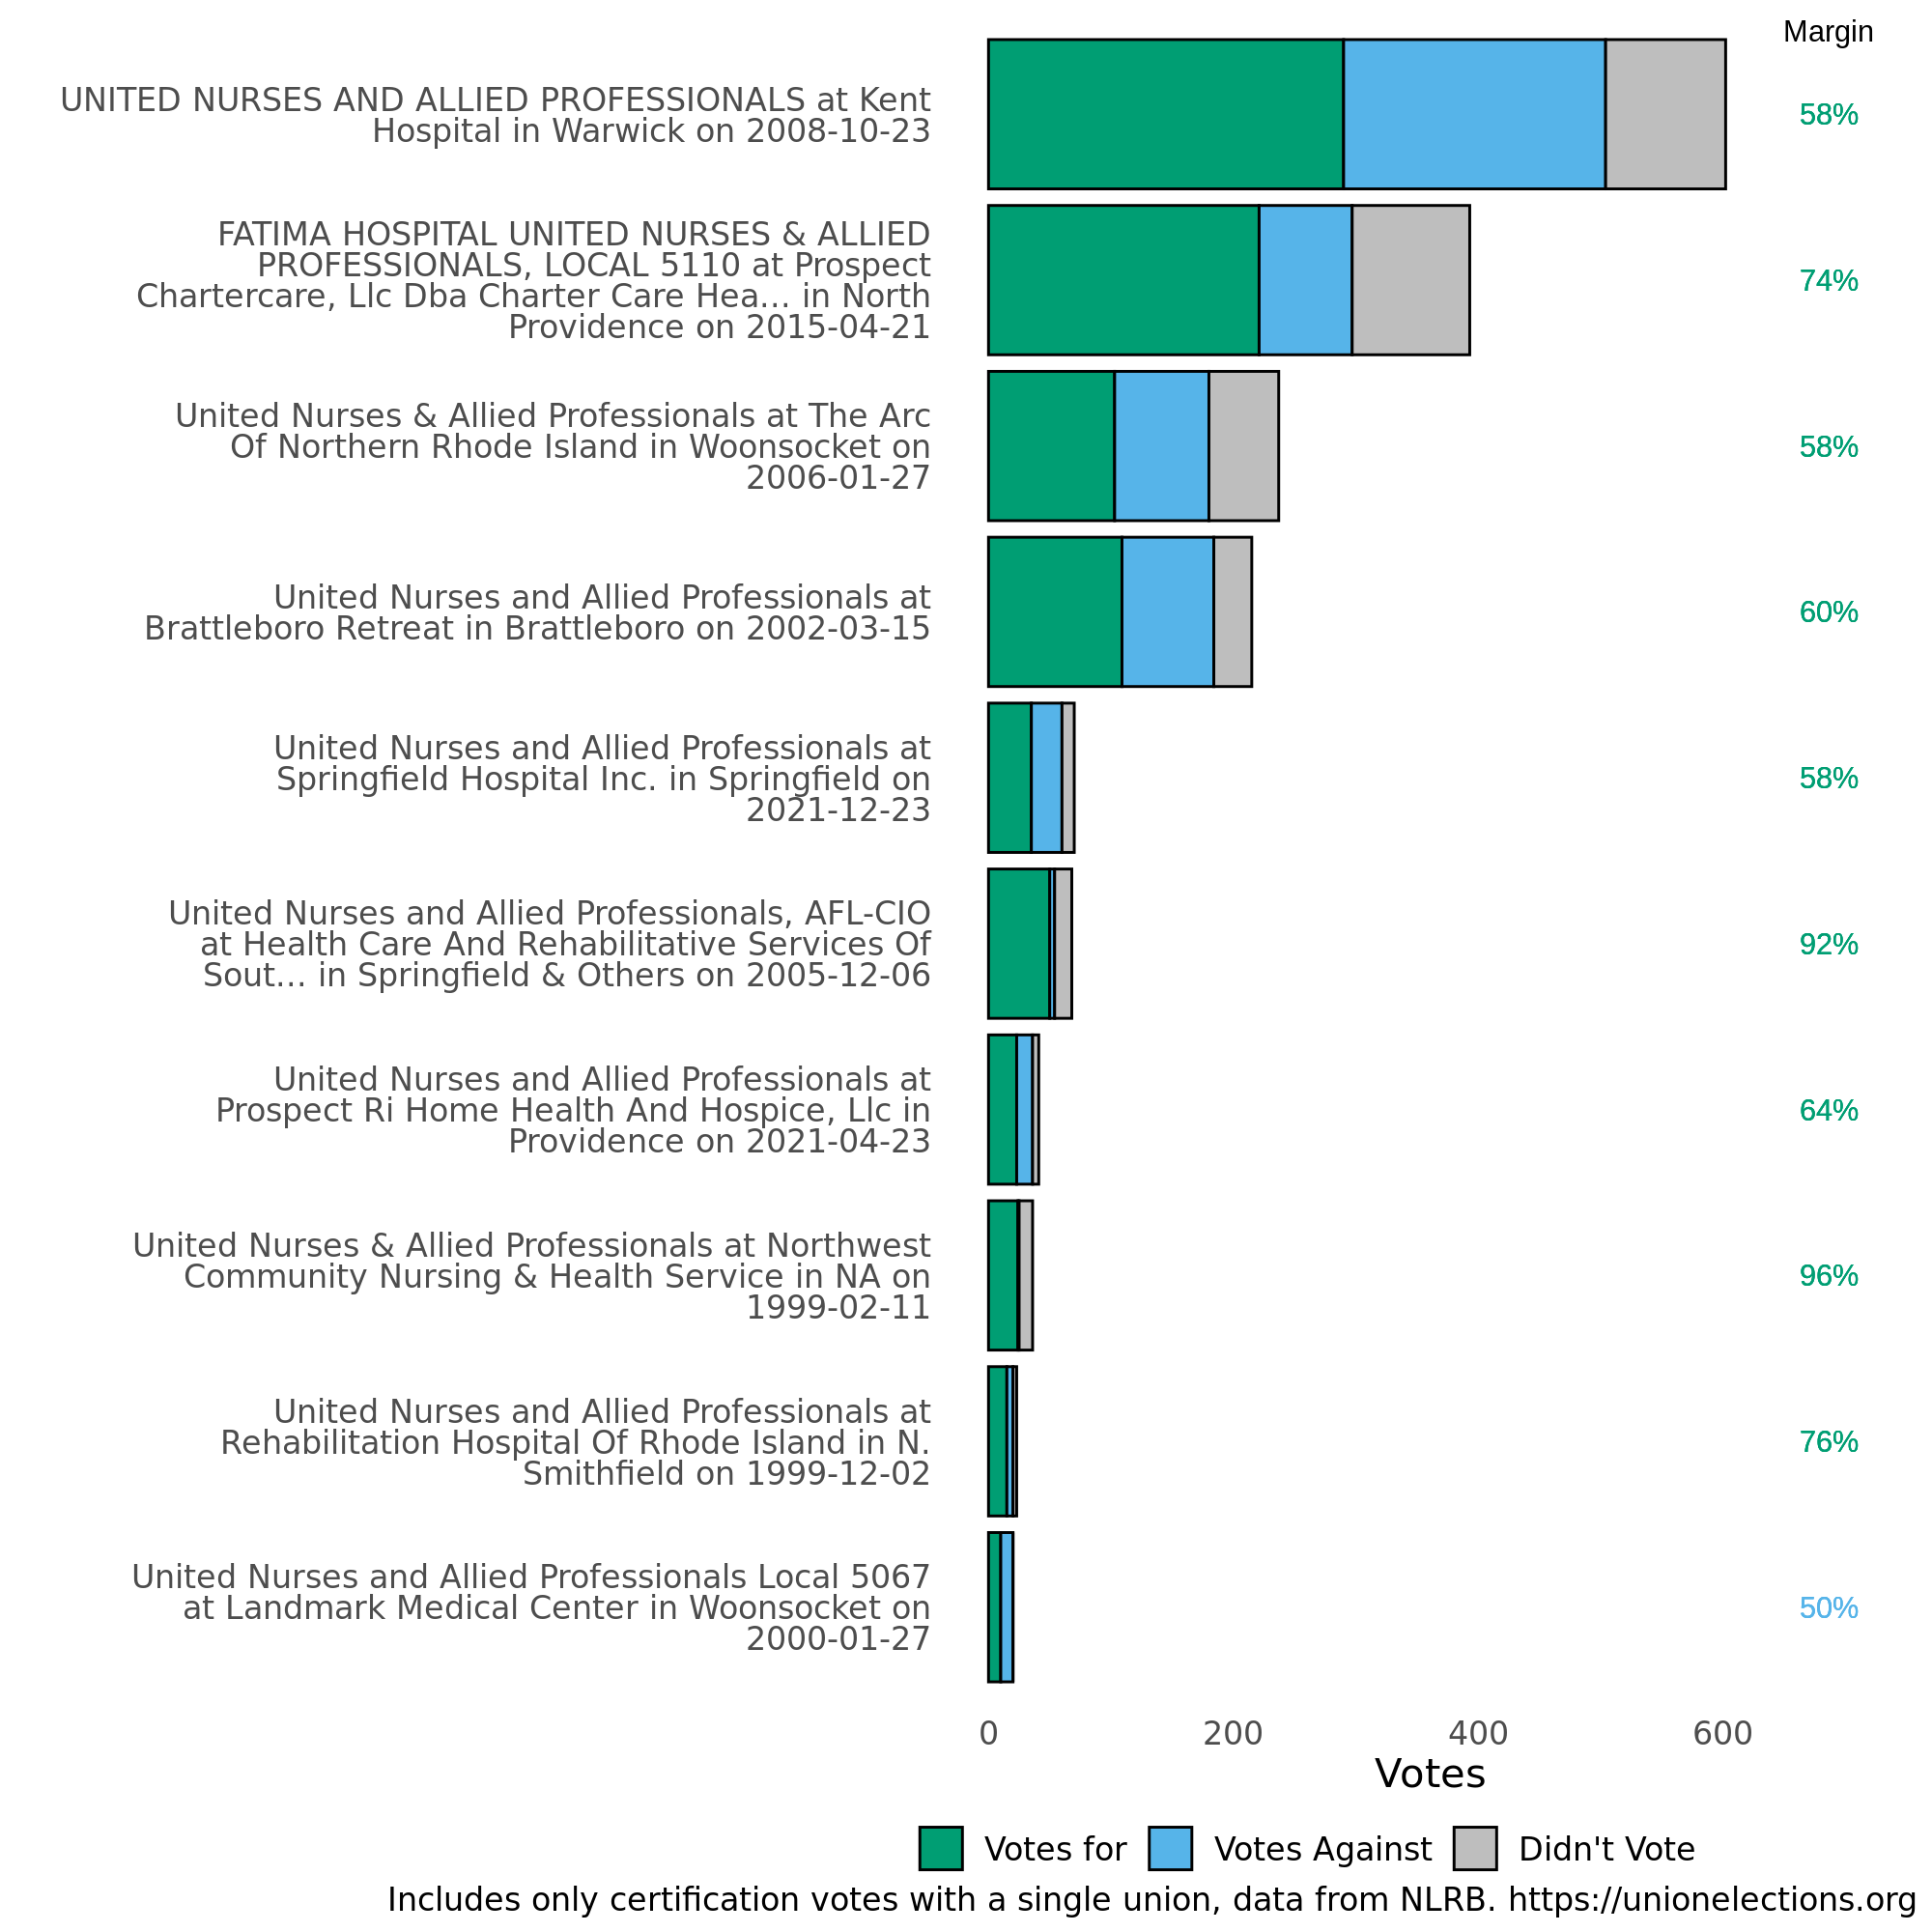 Margin
UNITED NURSES AND ALLIED PROFESSIONALS at Kent
Hospital in Warwick on 2008-10-23
58%
FATIMA HOSPITAL UNITED NURSES & ALLIED
PROFESSIONALS, LOCAL 5110 at Prospect
Chartercare, Llc Dba Charter Care Hea... in North
Providence on 2015-04-21
74%
United Nurses & Allied Professionals at The Arc
Of Northern Rhode Island in Woonsocket on
2006-01-27
58%
United Nurses and Allied Professionals at
Brattleboro Retreat in Brattleboro on 2002-03-15
60%
United Nurses and Allied Professionals at
Springfield Hospital Inc. in Springfield on
2021-12-23
58%
United Nurses and Allied Professionals, AFL-CIO
at Health Care And Rehabilitative Services Of
Sout... in Springfield & Others on 2005-12-06
92%
United Nurses and Allied Professionals at
Prospect Ri Home Health And Hospice, Llc in
Providence on 2021-04-23
64%
United Nurses & Allied Professionals at Northwest
Community Nursing & Health Service in NA on
1999-02-11
96%
United Nurses and Allied Professionals at
Rehabilitation Hospital Of Rhode Island in N.
Smithfield on 1999-12-02
76%
United Nurses and Allied Professionals Local 5067
at Landmark Medical Center in Woonsocket on
2000-01-27
50%
0 200 400 600
Votes
Votes for Votes Against Didn't Vote
Includes only certification votes with a single union, data from NLRB. https://unionelections.org